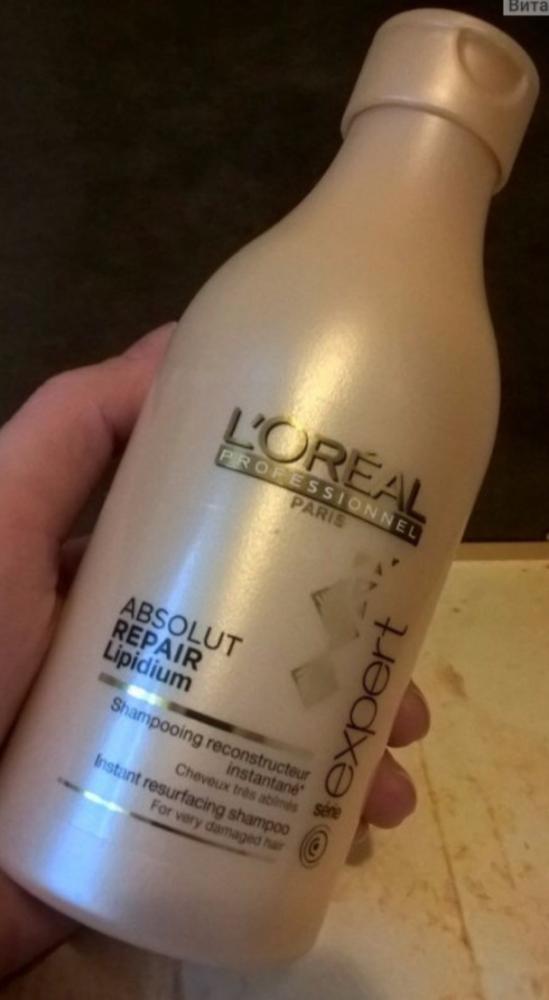 Вита
L'ORÉAL
PROFESSIONNEL
PARIS
ABSOLUT
REPAIR
Lipidium
Shampooing reconstructeur
instantané*
Cheveux très abîmés
Instant resurfacing shampoo
For very damaged hair
série expert